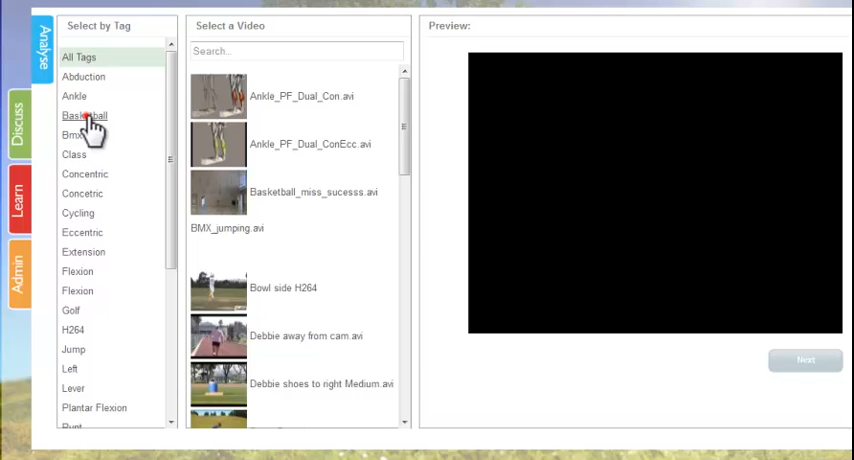 Select by Tag
All Tags
Abduction
Ankle
Basketball
Bmx
Class
Concentric
Concetric
Cycling
Eccentric
Extension
Flexion
Flexion
Golf
H264
Jump
Left
Lever
Plantar Flexion
Select a Video
Search...
Ankle_PF_Dual_Con.avi
Ankle_PF_Dual_ConEcc.avi
Basketball_miss_sucesss.avi
BMX_jumping.avi
Bowl side H264
Debbie away from cam.avi
Debbie shoes to right Medium.avi
Preview:
Next
Analyse
Discuss
Learn
Admin